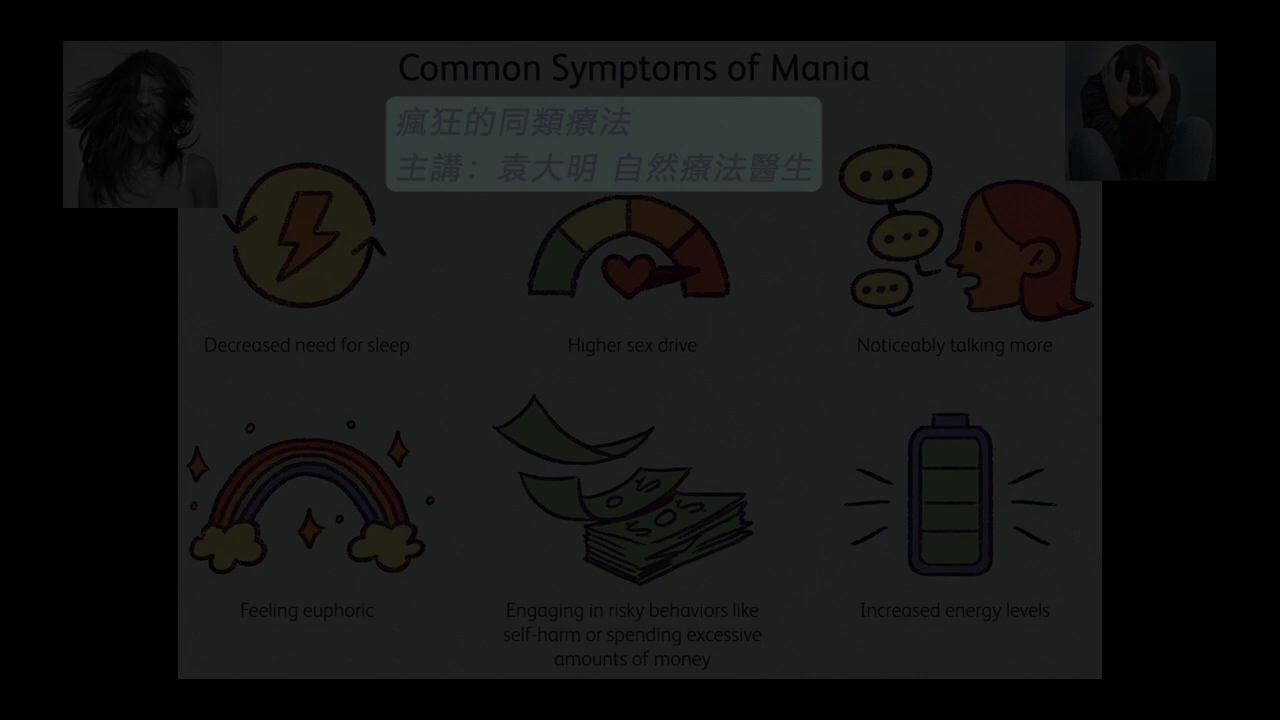 Common Symptoms of Mania
瘋狂的同類療法
主講：袁大明 自然療法醫生
Decreased need for sleep
Higher sex drive
Noticeably talking more
Feeling euphoric
Engaging in risky behaviors like
self-harm or spending excessive
amounts of money
Increased energy levels